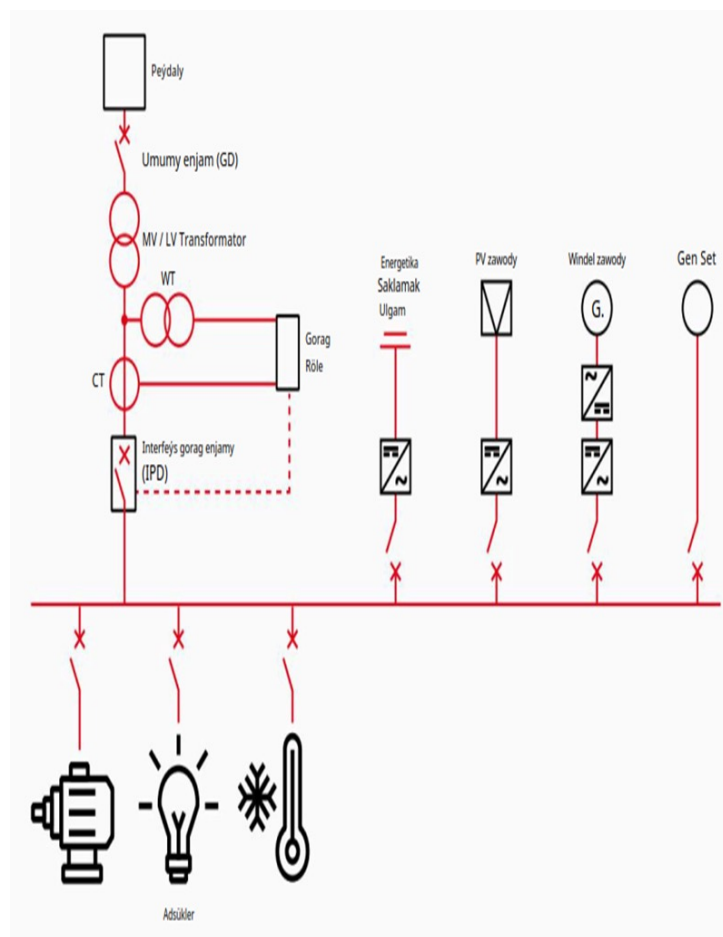 Peýdaly
Umumy enjam (GD)
MV / LV Transformator
WT
Gorag
Röle
CT
Interfeýs gorag enjamy
(IPD)
Energetika
Saklamak
Ulgam
PV zawody
Windel zawody
G.
Gen Set
Adsükler